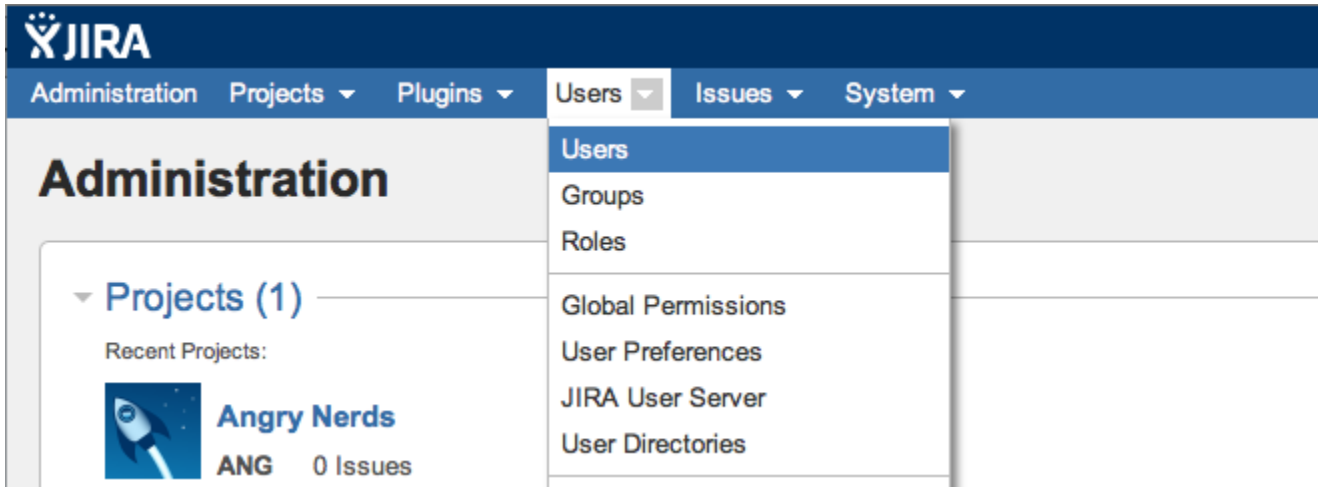 JIRA
Administration Projects Plugins Users Issues System
Administration
Users
Groups
Roles
Global Permissions
User Preferences
JIRA User Server
User Directories
Projects (1)
Recent Projects:
Angry Nerds
ANG 0 Issues